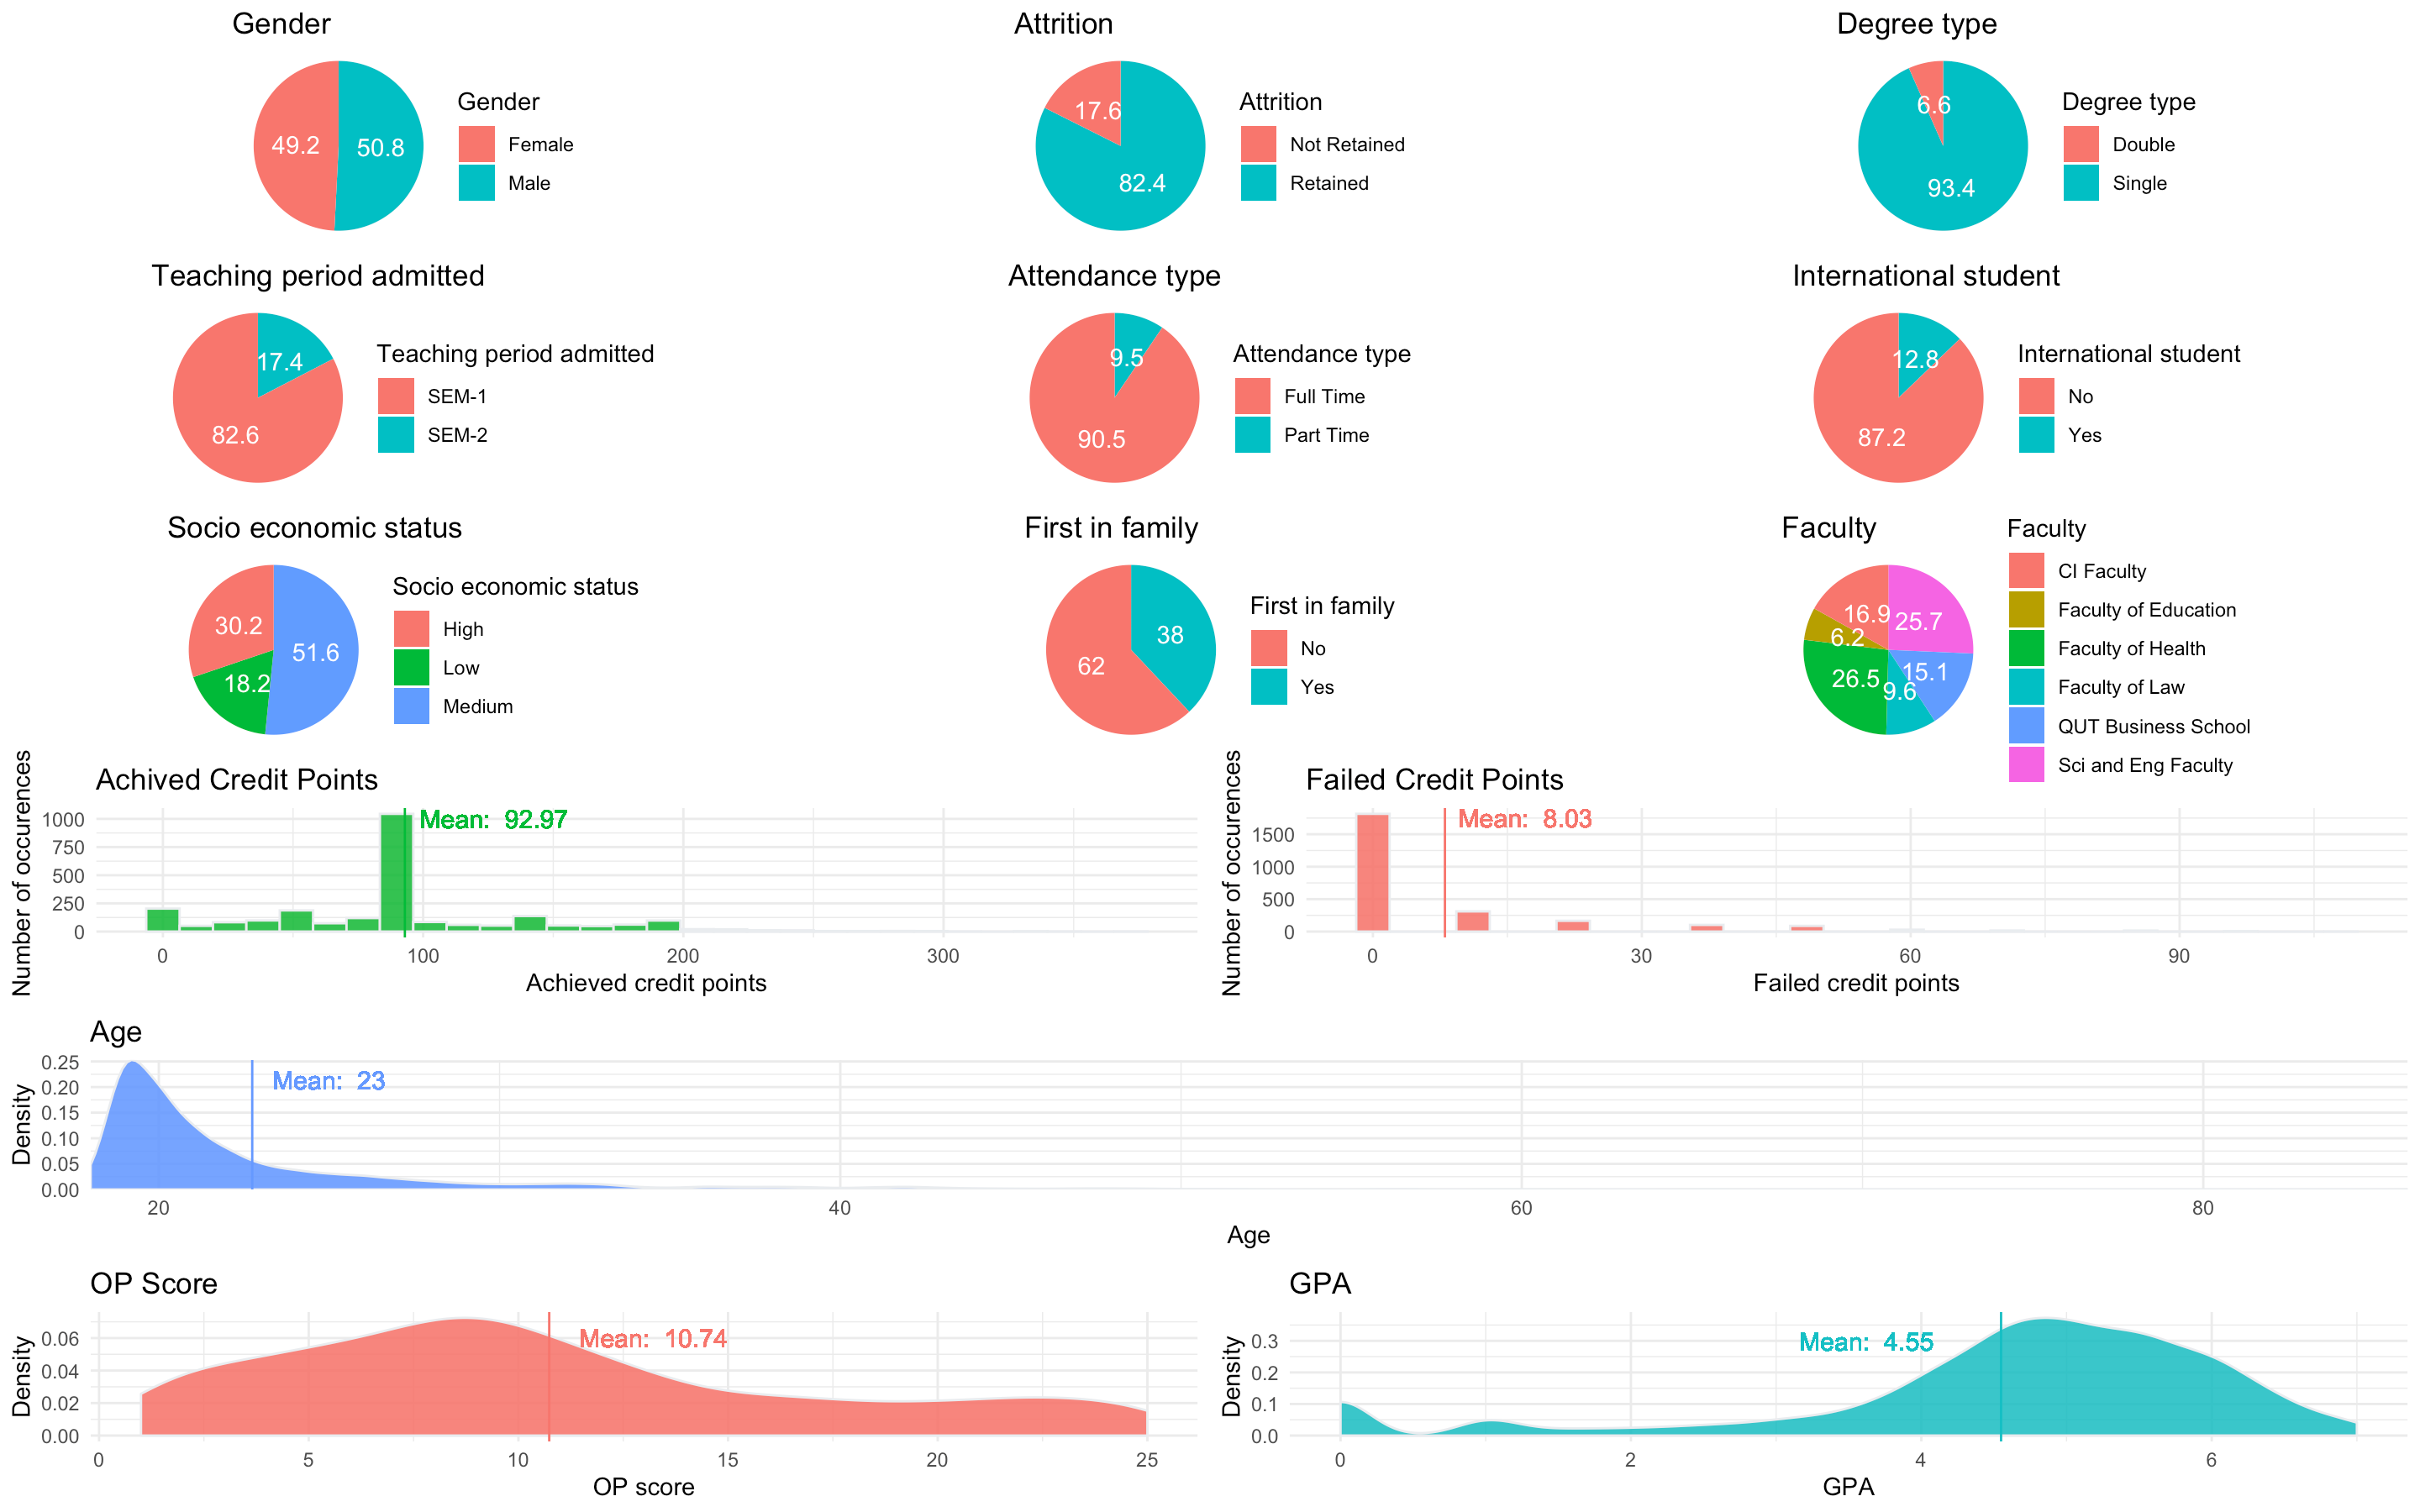 Gender
Gender
Female
Male
49.2
50.8
Attrition
Attrition
Not Retained
Retained
17.6
82.4
Degree type
Degree type
Double
Single
6.6
93.4
Teaching period admitted
Teaching period admitted
SEM-1
SEM-2
17.4
82.6
Attendance type
Attendance type
Full Time
Part Time
9.5
90.5
International student
International student
No
Yes
12.8
87.2
Socio economic status
Socio economic status
High
Low
Medium
30.2
51.6
18.2
First in family
First in family
No
Yes
38
62
Faculty
Faculty
CI Faculty
Faculty of Education
Faculty of Health
Faculty of Law
QUT Business School
Sci and Eng Faculty
16.9
25.7
6.2
15.1
26.5
9.6
Achived Credit Points
Number of occurences
1000
750
500
250
0
Mean: 92.97
0 100 200 300
Achieved credit points
Failed Credit Points
Number of occurences
1500
1000
500
0
Mean: 8.03
0 30 60 90
Failed credit points
Age
Density
0.25
0.20
0.15
0.10
0.05
0.00
Mean: 23
20 40 60 80
Age
OP Score
Density
0.06
0.04
0.02
0.00
Mean: 10.74
0 5 10 15 20 25
OP score
GPA
Density
0.3
0.2
0.1
0.0
Mean: 4.55
0 2 4 6
GPA